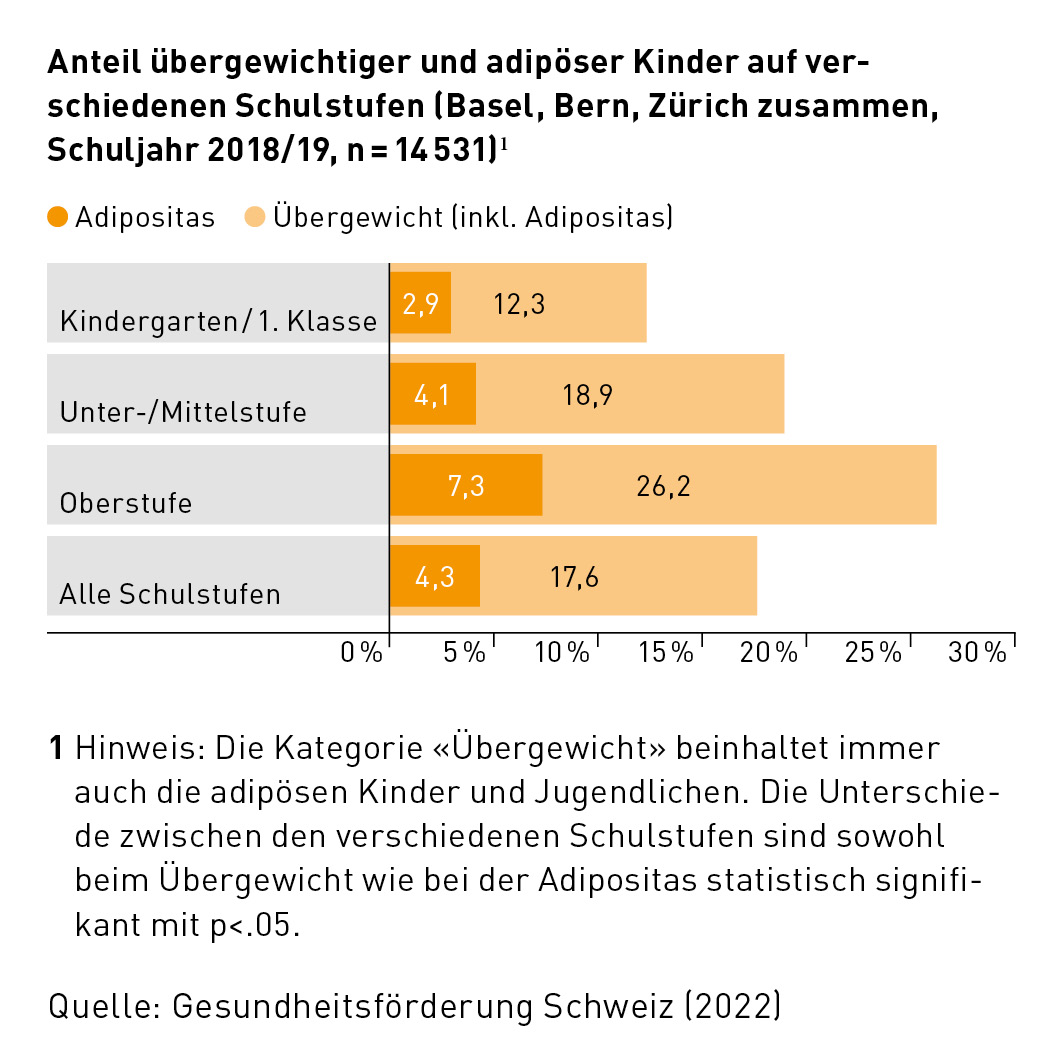 Anteil übergewichtiger und adipöser Kinder auf ver-
schiedenen Schulstufen (Basel, Bern, Zürich zusammen,
Schuljahr 2018/19, n = 14 531)¹
Adipositas Übergewicht (inkl. Adipositas)
Kindergarten/1. Klasse 2,9 12,3
Unter-/Mittelstufe 4,1 18,9
Oberstufe 7,3 26,2
Alle Schulstufen 4,3 17,6
0 % 5 % 10 % 15 % 20 % 25 % 30 %
1 Hinweis: Die Kategorie «Übergewicht» beinhaltet immer
auch die adipösen Kinder und Jugendlichen. Die Unterschie-
de zwischen den verschiedenen Schulstufen sind sowohl
beim Übergewicht wie bei der Adipositas statistisch signifi-
kant mit p<.05.
Quelle: Gesundheitsförderung Schweiz (2022)